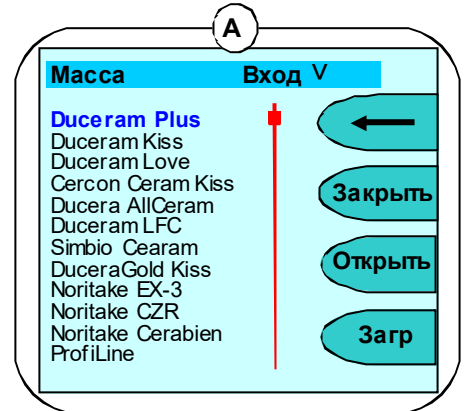 A
Масса Вход V
Duceram Plus
Duceram Kiss
Duceram Love
Cercon Ceram Kiss
Ducera AllCeram
Duceram LFC
Simbio Cearam
DuceraGold Kiss
Noritake EX-3
Noritake CZR
Noritake Cerabien
ProfiLine
Закрыть
Открыть
Загр